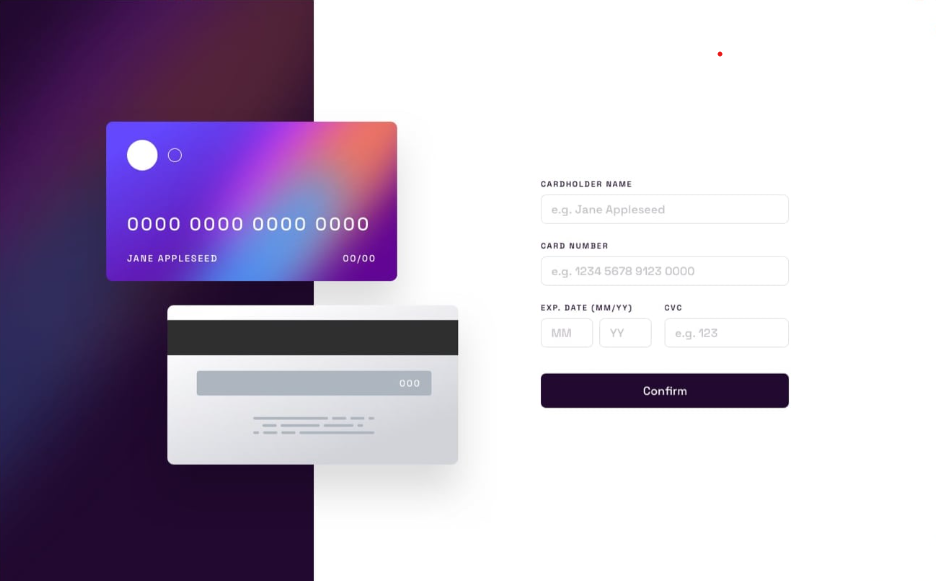 0000 0000 0000 0000
JANE APPLESEED 00/00
000
CARDHOLDER NAME
e.g. Jane Appleseed
CARD NUMBER
e.g. 1234 5678 9123 0000
EXP. DATE (MM/YY) CVC
MM YY e.g. 123
Confirm